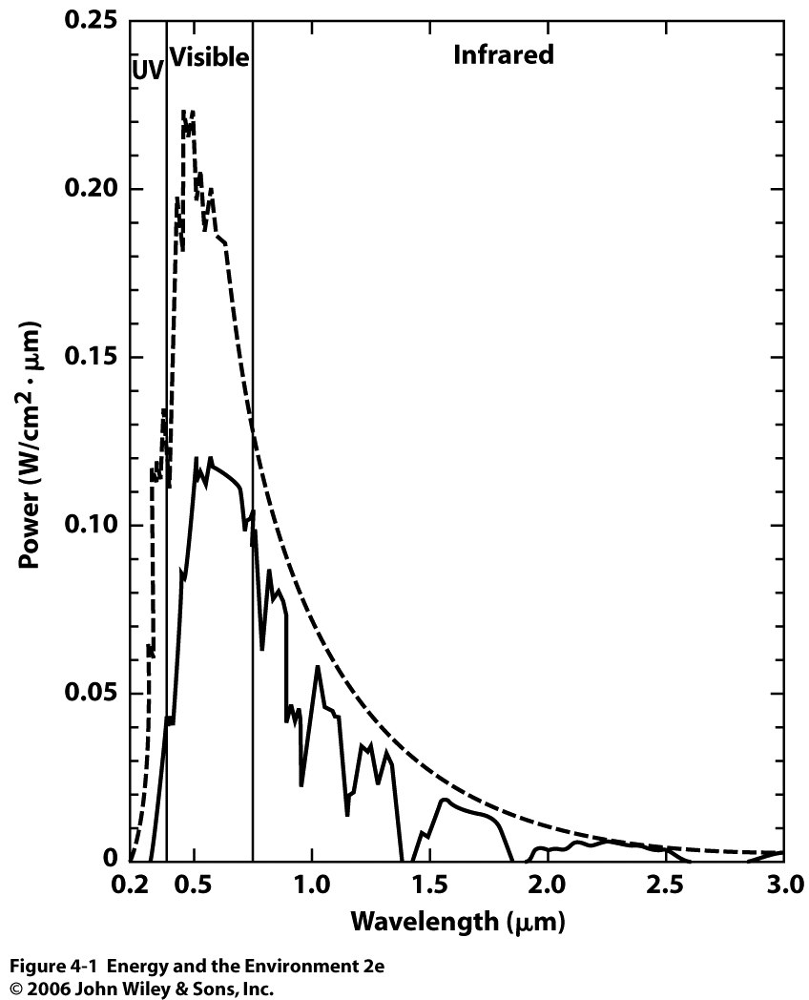 0.25
UV
Visible
Infrared
0.20
0.15
0.10
0.05
0
Power (W/cm² · μm)
0.2 0.5 1.0 1.5 2.0 2.5 3.0
Wavelength (μm)
Figure 4-1 Energy and the Environment 2e
© 2006 John Wiley & Sons, Inc.